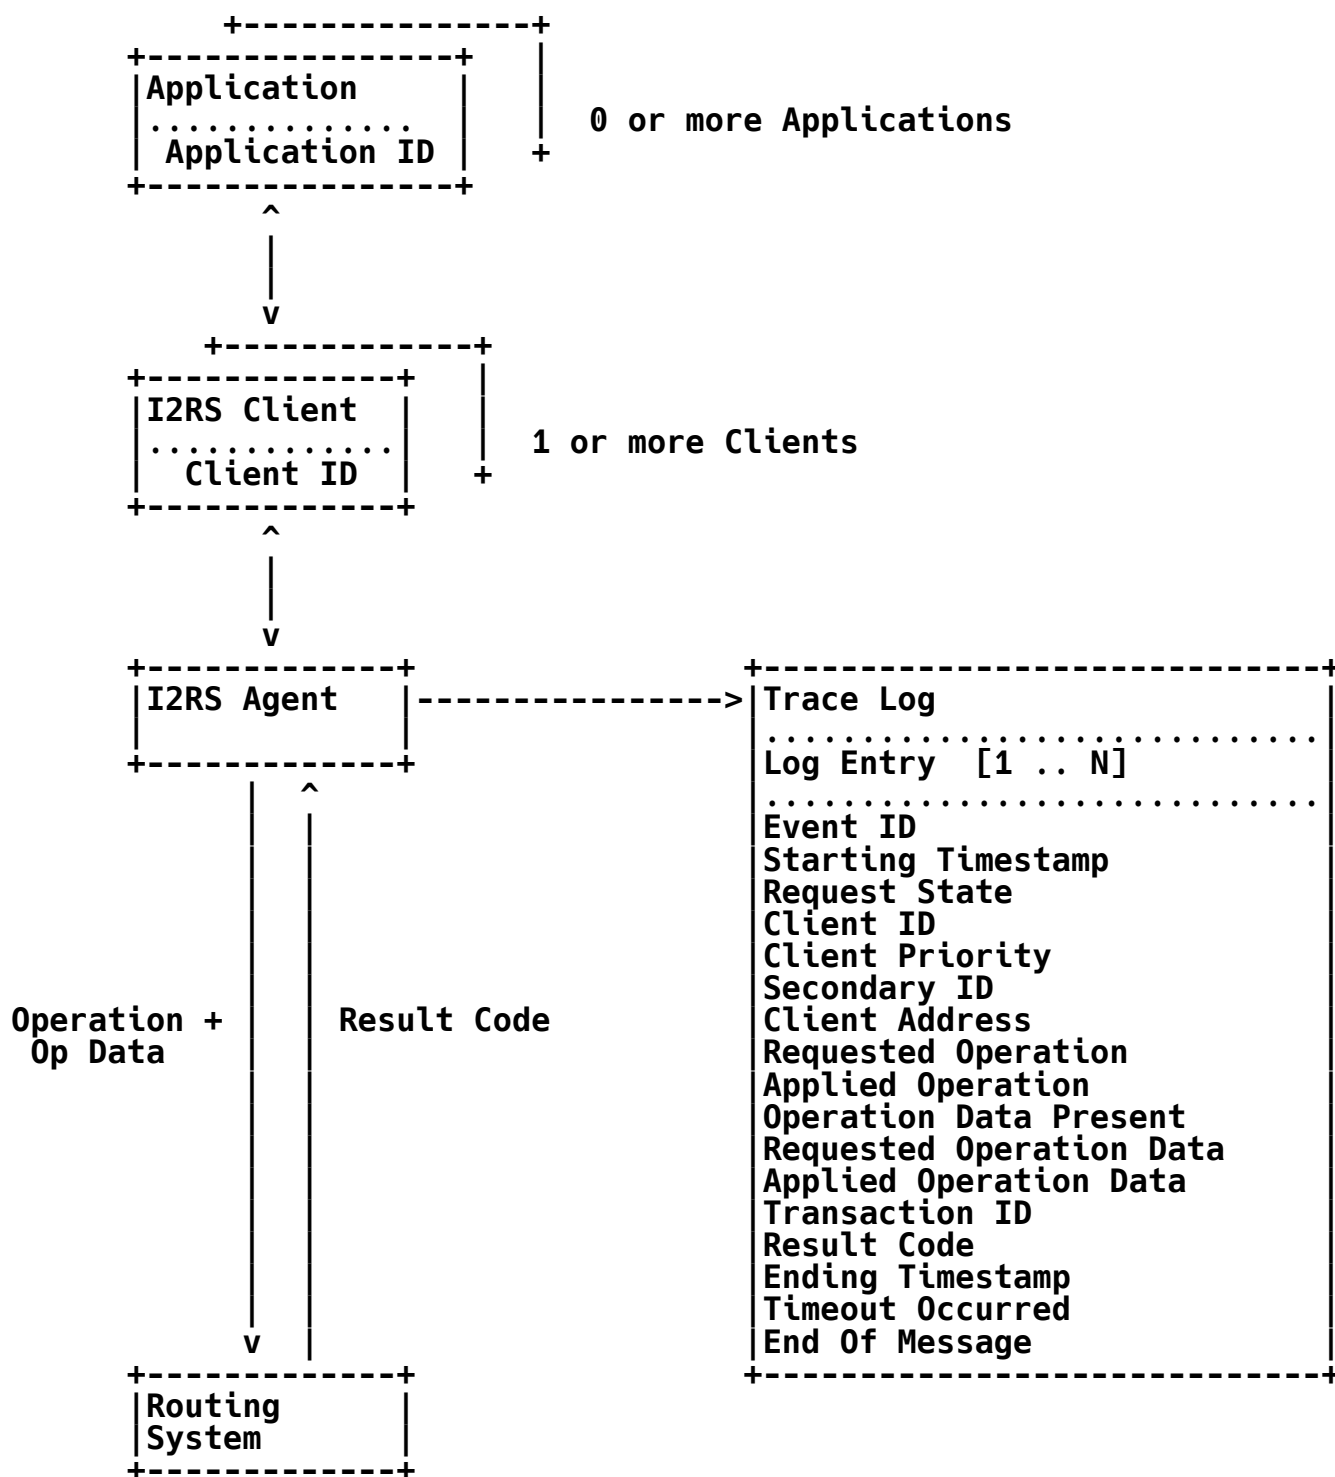 Application
..............
0 or more Applications
Application ID
I2RS Client
.............
1 or more Clients
Client ID
I2RS Agent
Trace Log
.............................
Log Entry  [1 .. N]
.............................
Event ID
Starting Timestamp
Request State
Client ID
Client Priority
Secondary ID
Operation +
Result Code
Client Address
Op Data
Requested Operation
Applied Operation
Operation Data Present
Requested Operation Data
Applied Operation Data
Transaction ID
Result Code
Ending Timestamp
Timeout Occurred
End Of Message
Routing
System